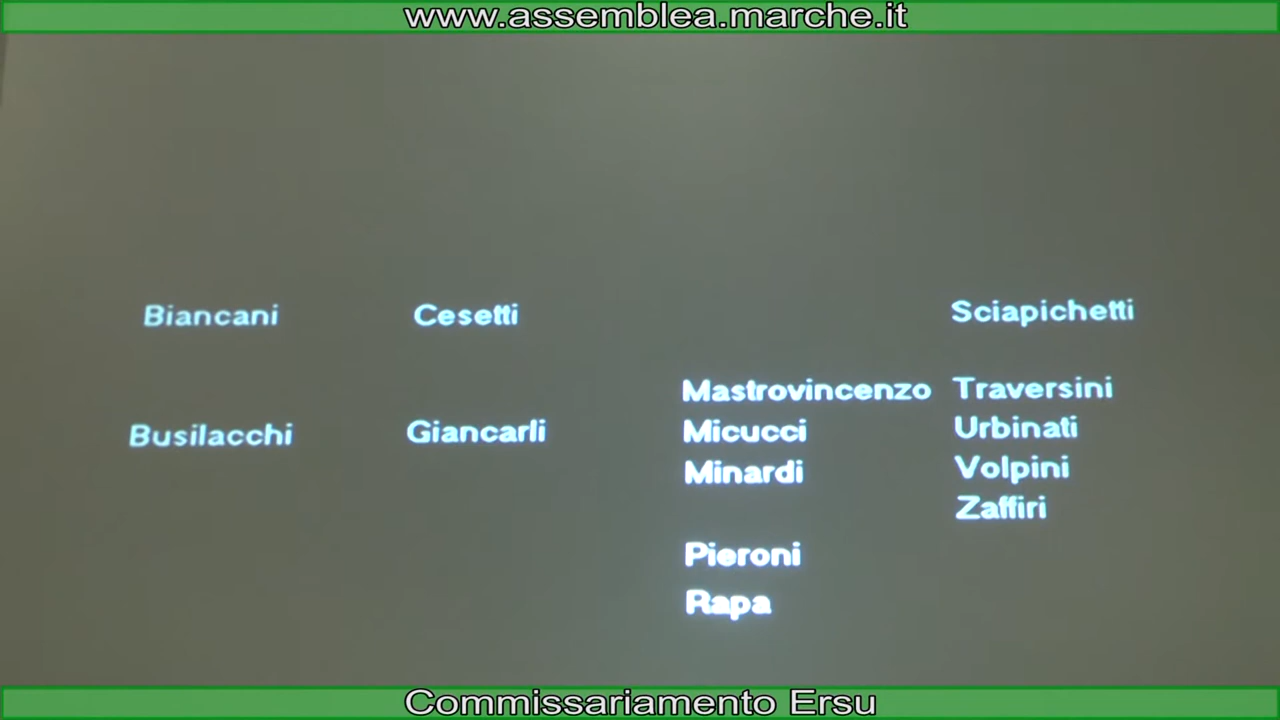 www.assemblea.marche.it
Biancani Cesetti Sciapichetti
Mastrovincenzo Traversini
Busilacchi Giancarli Micucci Urbinati
Minardi Volpini
Zaffiri
Pieroni
Rapa
Commissariamento Ersu